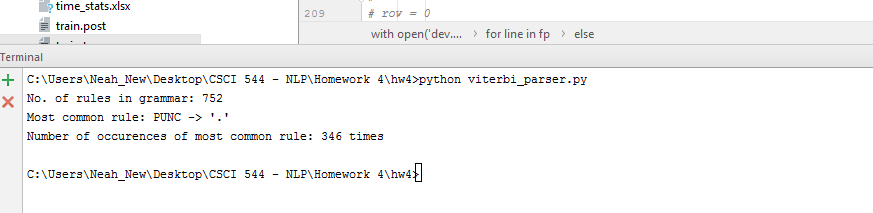 time_stats.xlsx
train.post
209
# row = 0
with open('dev.... > for line in fp > else
Terminal
C:\Users\Neah_New\Desktop\CSCI 544 - NLP\Homework 4\hw4>python viterbi_parser.py
No. of rules in grammar: 752
Most common rule: PUNC -> '.'
Number of occurences of most common rule: 346 times
C:\Users\Neah_New\Desktop\CSCI 544 - NLP\Homework 4\hw4>